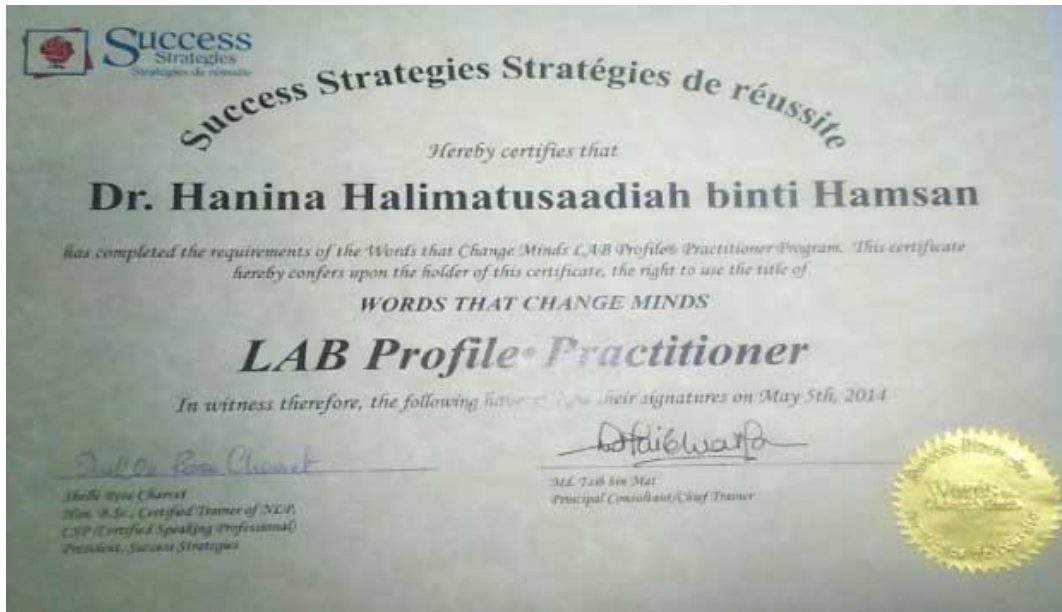 Success
Strategies
Stratégies de réussite
Success Strategies Stratégies de réussite
Hereby certifies that
Dr. Hanina Halimatusaadiah binti Hamsan
has completed the requirements of the Words that Change Minds LAB Profile® Practitioner Program. This certificate
hereby confers upon the holder of this certificate, the right to use the title of
WORDS THAT CHANGE MINDS
LAB Profile® Practitioner
In witness therefore, the following have their signatures on May 5th, 2014
Shelle Rose Charvet
Hon. B.Sc., Certified Trainer of NLP,
CSP (Certified Speaking Professional)
President, Success Strategies
Md. Taib bin Mat
Principal Consultant/Chief Trainer
Words